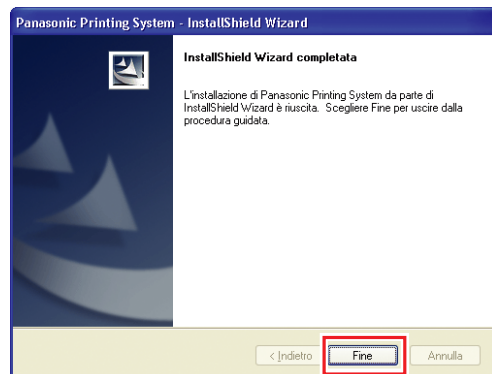 Panasonic Printing System - InstallShield Wizard
InstallShield Wizard completata
L'installazione di Panasonic Printing System da parte di
InstallShield Wizard è riuscita. Scegliere Fine per uscire dalla
procedura guidata.
< Indietro Fine Annulla